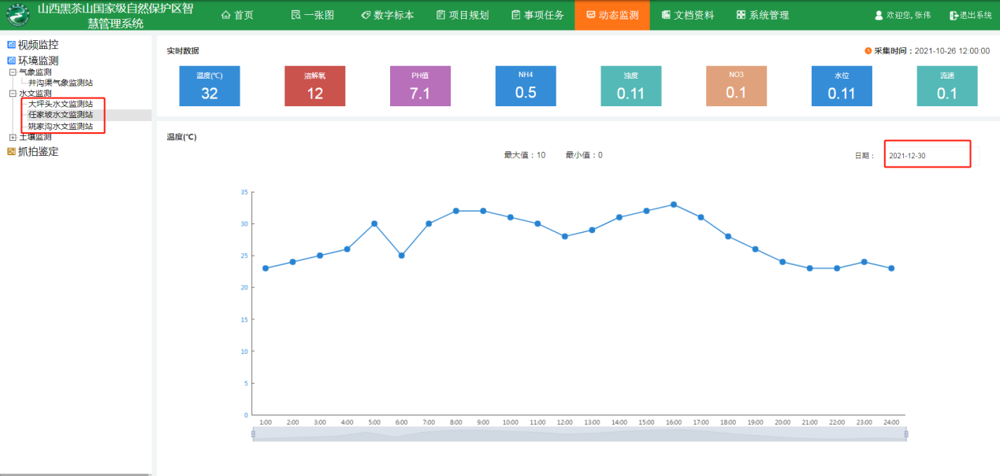 山西黑茶山国家级自然保护区智
慧管理系统
首页
一张图
数字标本
项目规划
事项任务
动态监测
文档资料
系统管理
欢迎您, 张伟
退出系统
视频监控
环境监测
气象监测
井沟渠气象监测站
水文监测
大坪头水文监测站
任家坡水文监测站
姚家沟水文监测站
土壤监测
抓拍鉴定
实时数据
采集时间：2021-10-26 12:00:00
温度(℃)
32
溶解氧
12
PH值
7.1
NH4
0.5
浊度
0.11
NO3
0.1
水位
0.11
流速
0.1
温度(℃)
最大值：10
最小值：0
日期：
2021-12-30
35
30
25
20
15
10
5
0
1:00 2:00 3:00 4:00 5:00 6:00 7:00 8:00 9:00 10:00 11:00 12:00 13:00 14:00 15:00 16:00 17:00 18:00 19:00 20:00 21:00 22:00 23:00 24:00